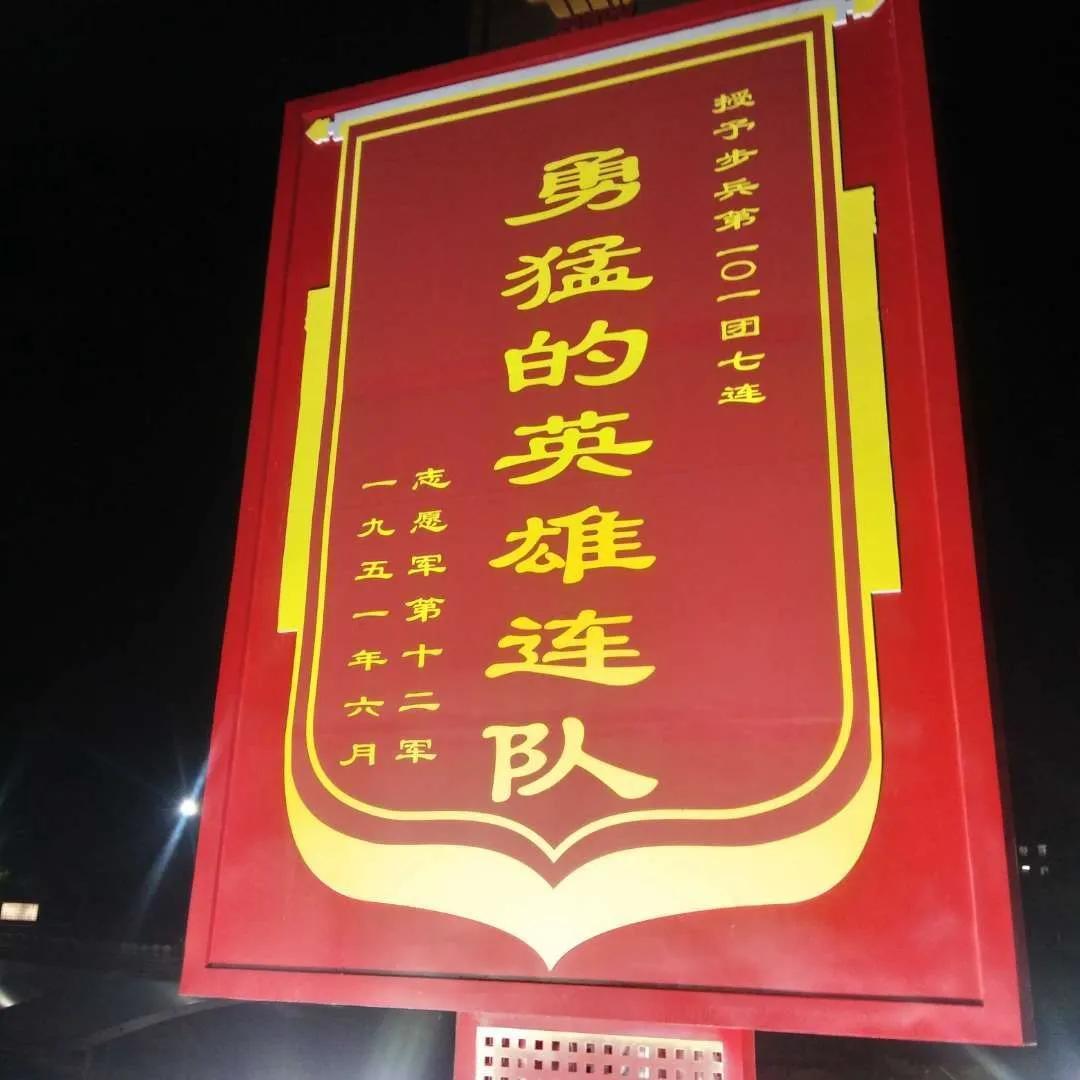 授予步兵第一〇一团七连
勇猛的英雄连队
志愿军第十二军
一九五一年六月